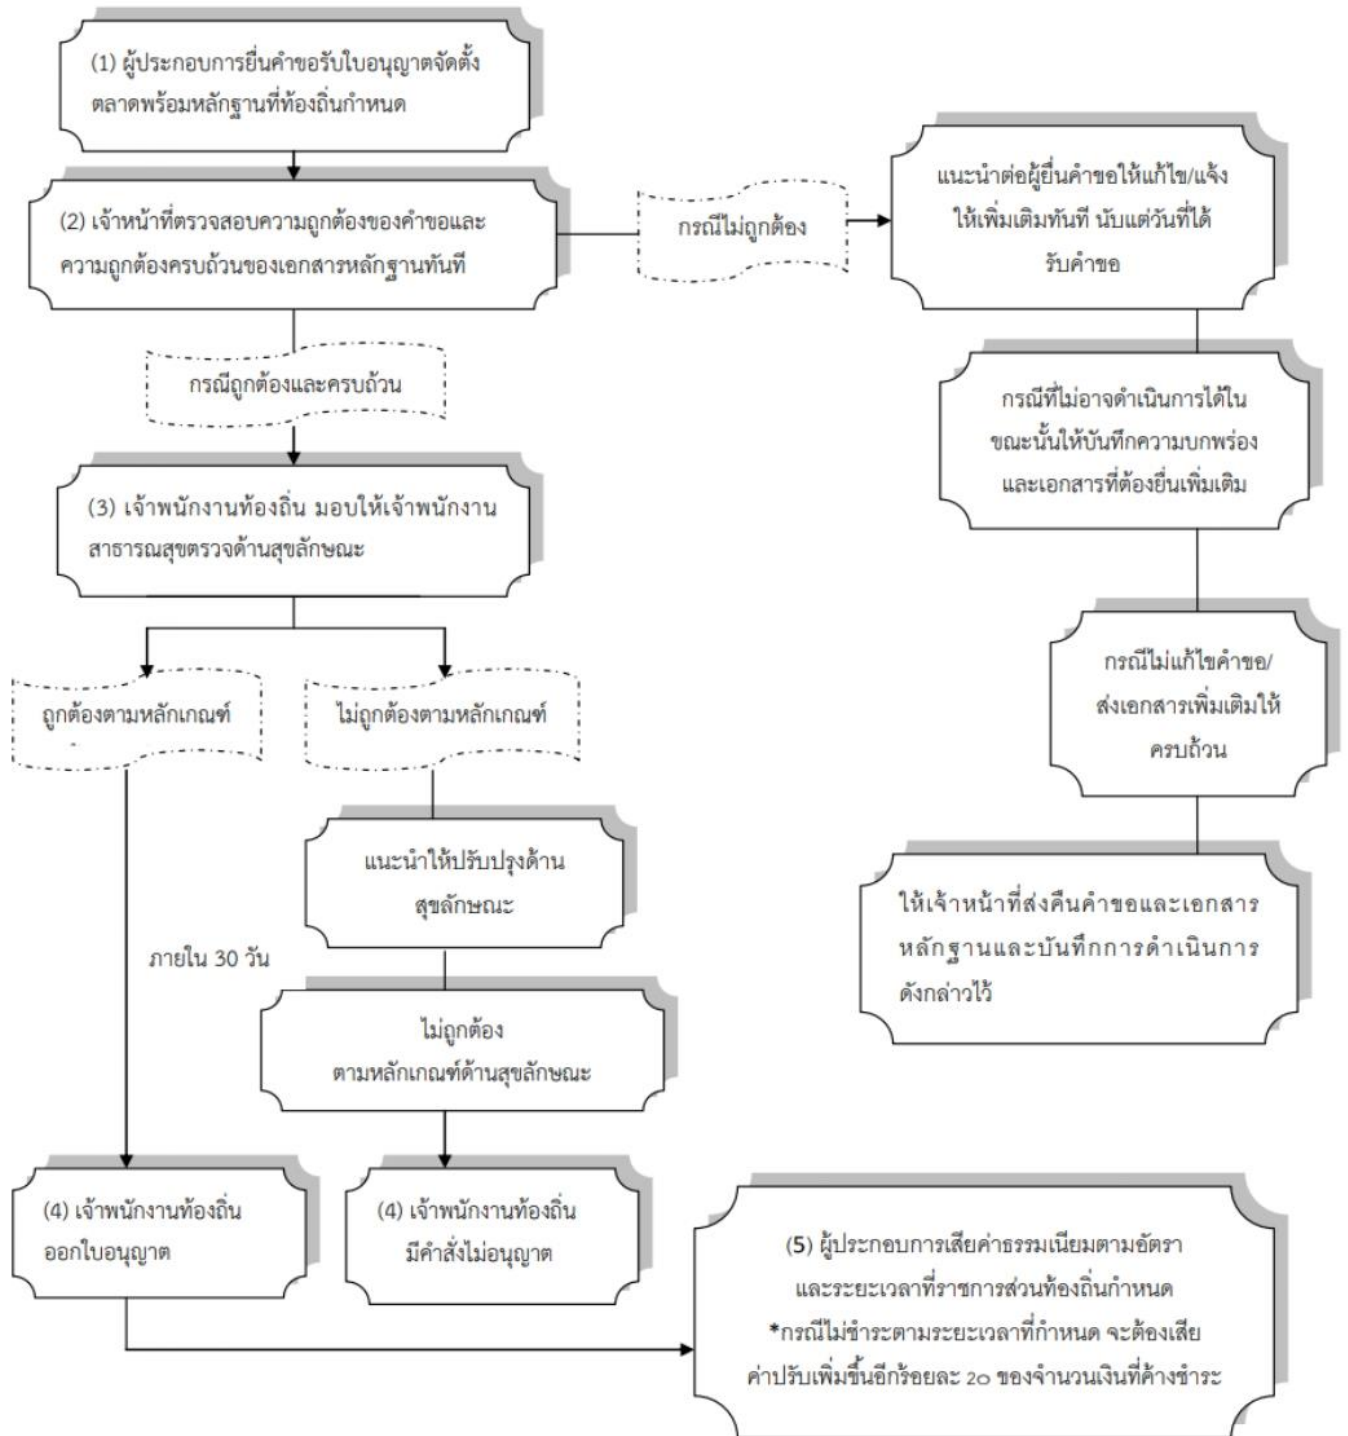 (1) ผู้ประกอบการยื่นคำขอรับใบอนุญาตจัดตั้ง
ตลาดพร้อมหลักฐานที่ท้องถิ่นกำหนด
(2) เจ้าหน้าที่ตรวจสอบความถูกต้องของคำขอและ
ความถูกต้องครบถ้วนของเอกสารหลักฐานทันที
กรณีไม่ถูกต้อง
แนะนำต่อผู้ยื่นคำขอให้แก้ไข/แจ้ง
ให้เพิ่มเติมทันที นับแต่วันที่ได้
รับคำขอ
กรณีถูกต้องและครบถ้วน
กรณีที่ไม่อาจดำเนินการได้ใน
ขณะนั้นให้บันทึกความบกพร่อง
และเอกสารที่ต้องยื่นเพิ่มเติม
(3) เจ้าพนักงานท้องถิ่น มอบให้เจ้าพนักงาน
สาธารณสุขตรวจด้านสุขลักษณะ
กรณีไม่แก้ไขคำขอ/
ส่งเอกสารเพิ่มเติมให้
ครบถ้วน
ถูกต้องตามหลักเกณฑ์
ไม่ถูกต้องตามหลักเกณฑ์
แนะนำให้ปรับปรุงด้าน
สุขลักษณะ
ให้เจ้าหน้าที่ส่งคืนคำขอและเอกสาร
หลักฐานและบันทึกการดำเนินการ
ดังกล่าวไว้
ภายใน 30 วัน
ไม่ถูกต้อง
ตามหลักเกณฑ์ด้านสุขลักษณะ
(4) เจ้าพนักงานท้องถิ่น
ออกใบอนุญาต
(4) เจ้าพนักงานท้องถิ่น
มีคำสั่งไม่อนุญาต
(5) ผู้ประกอบการเสียค่าธรรมเนียมตามอัตรา
และระยะเวลาที่ราชการส่วนท้องถิ่นกำหนด
*กรณีไม่ชำระตามระยะเวลาที่กำหนด จะต้องเสีย
ค่าปรับเพิ่มขึ้นอีกร้อยละ 20 ของจำนวนเงินที่ค้างชำระ